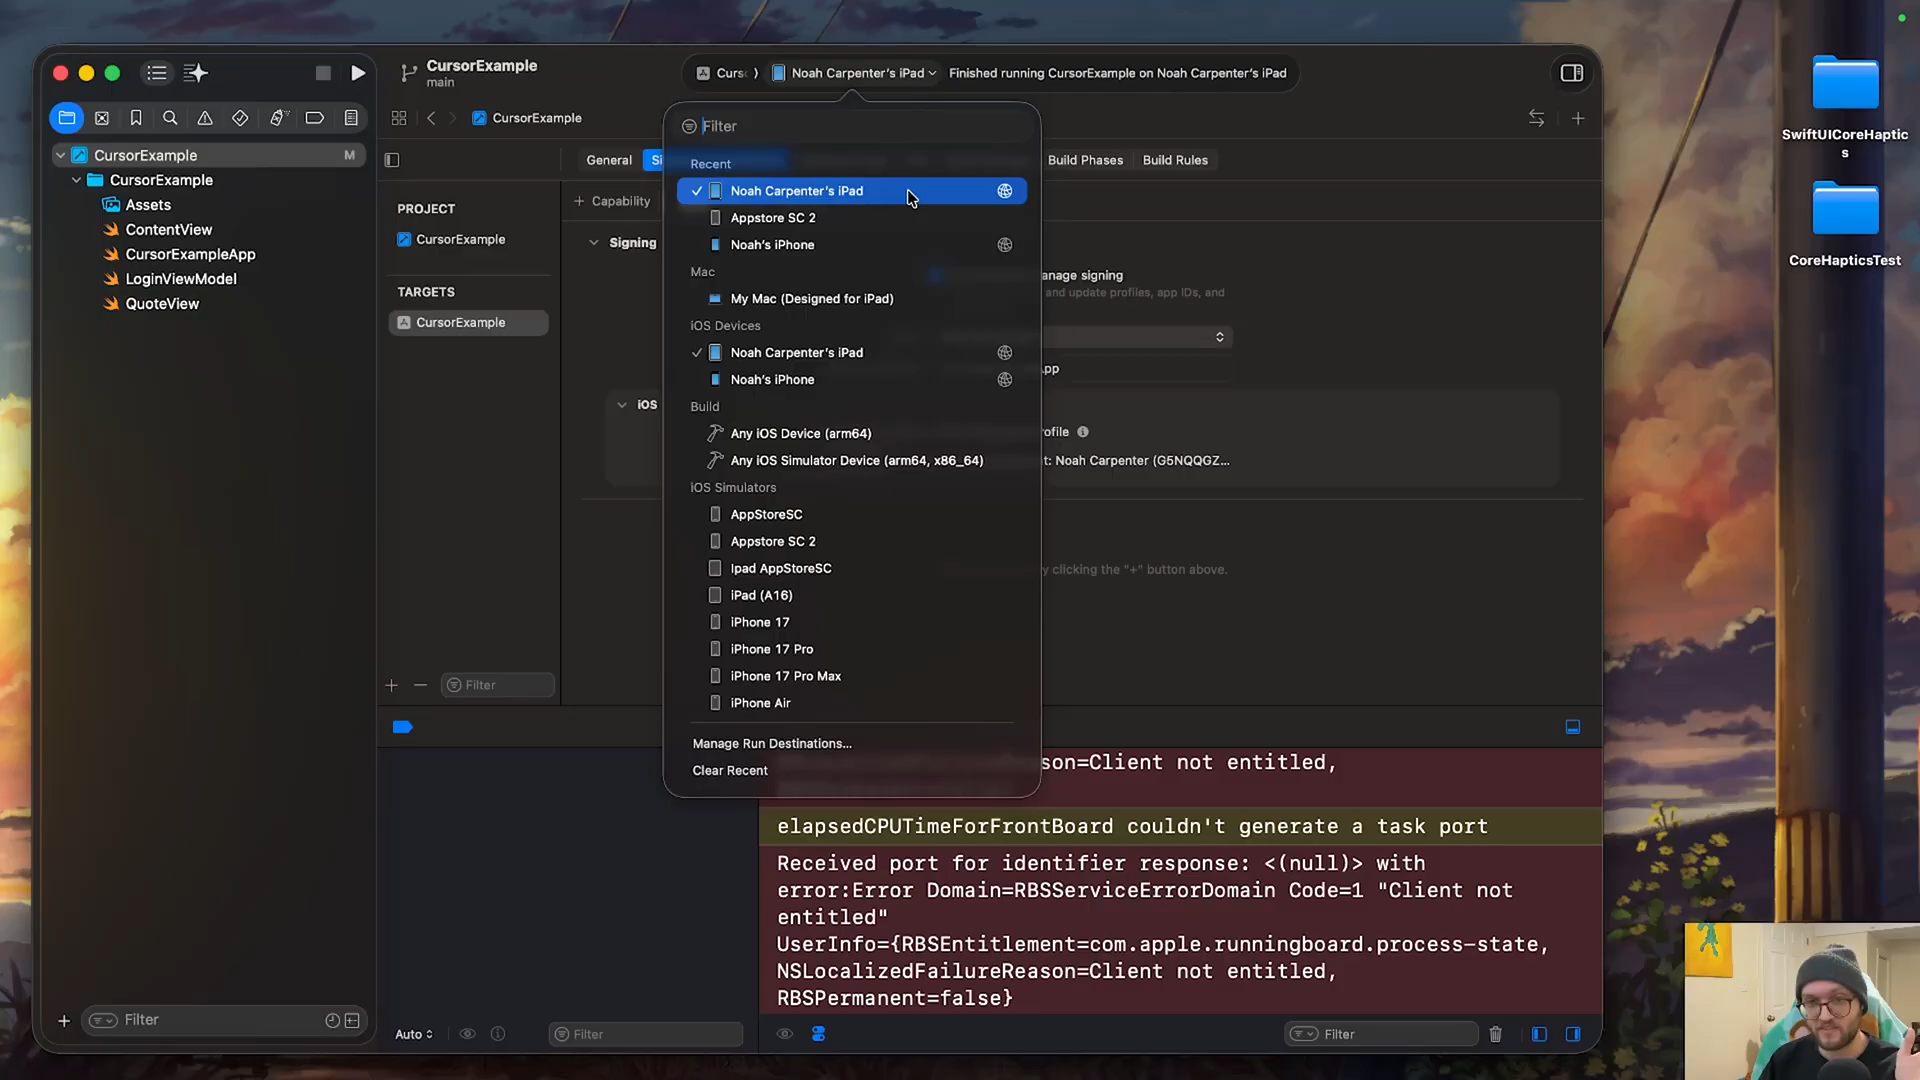 CursorExample
main
Curs
Noah Carpenter's iPad
Finished running CursorExample on Noah Carpenter's iPad
CursorExample
CursorExample
M
CursorExample
Assets
ContentView
CursorExampleApp
LoginViewModel
QuoteView
Filter
General
Si
Build Phases
Build Rules
PROJECT
CursorExample
TARGETS
CursorExample
Filter
+ Capability
Signing
anage signing
and update profiles, app IDs, and
pp
iOS
ofile
t: Noah Carpenter (G5NQQGZ...
y clicking the "+" button above.
Filter
Recent
Noah Carpenter's iPad
Appstore SC 2
Noah's iPhone
Mac
My Mac (Designed for iPad)
iOS Devices
Noah Carpenter's iPad
Noah's iPhone
Build
Any iOS Device (arm64)
Any iOS Simulator Device (arm64, x86_64)
iOS Simulators
AppStoreSC
Appstore SC 2
Ipad AppStoreSC
iPad (A16)
iPhone 17
iPhone 17 Pro
iPhone 17 Pro Max
iPhone Air
Manage Run Destinations...
Clear Recent
son=Client not entitled,
elapsedCPUTimeForFrontBoard couldn't generate a task port
Received port for identifier response: <(null)> with
error:Error Domain=RBSServiceErrorDomain Code=1 "Client not
entitled"
UserInfo={RBSEntitlement=com.apple.runningboard.process-state,
NSLocalizedFailureReason=Client not entitled,
RBSPermanent=false}
Auto
Filter
Filter
SwiftUICoreHaptic
s
CoreHapticsTest